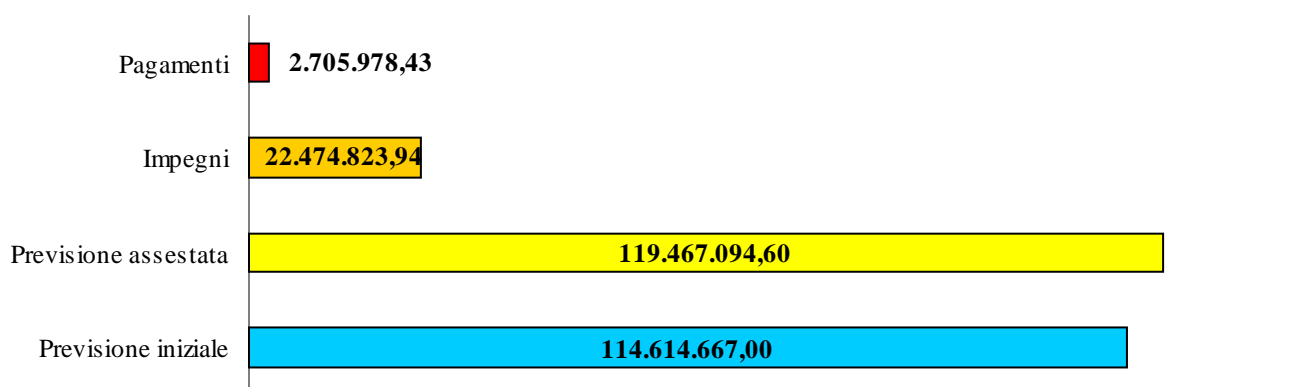 Pagamenti 2.705.978,43
Impegni 22.474.823,94
Previsione assestata 119.467.094,60
Previsione iniziale 114.614.667,00